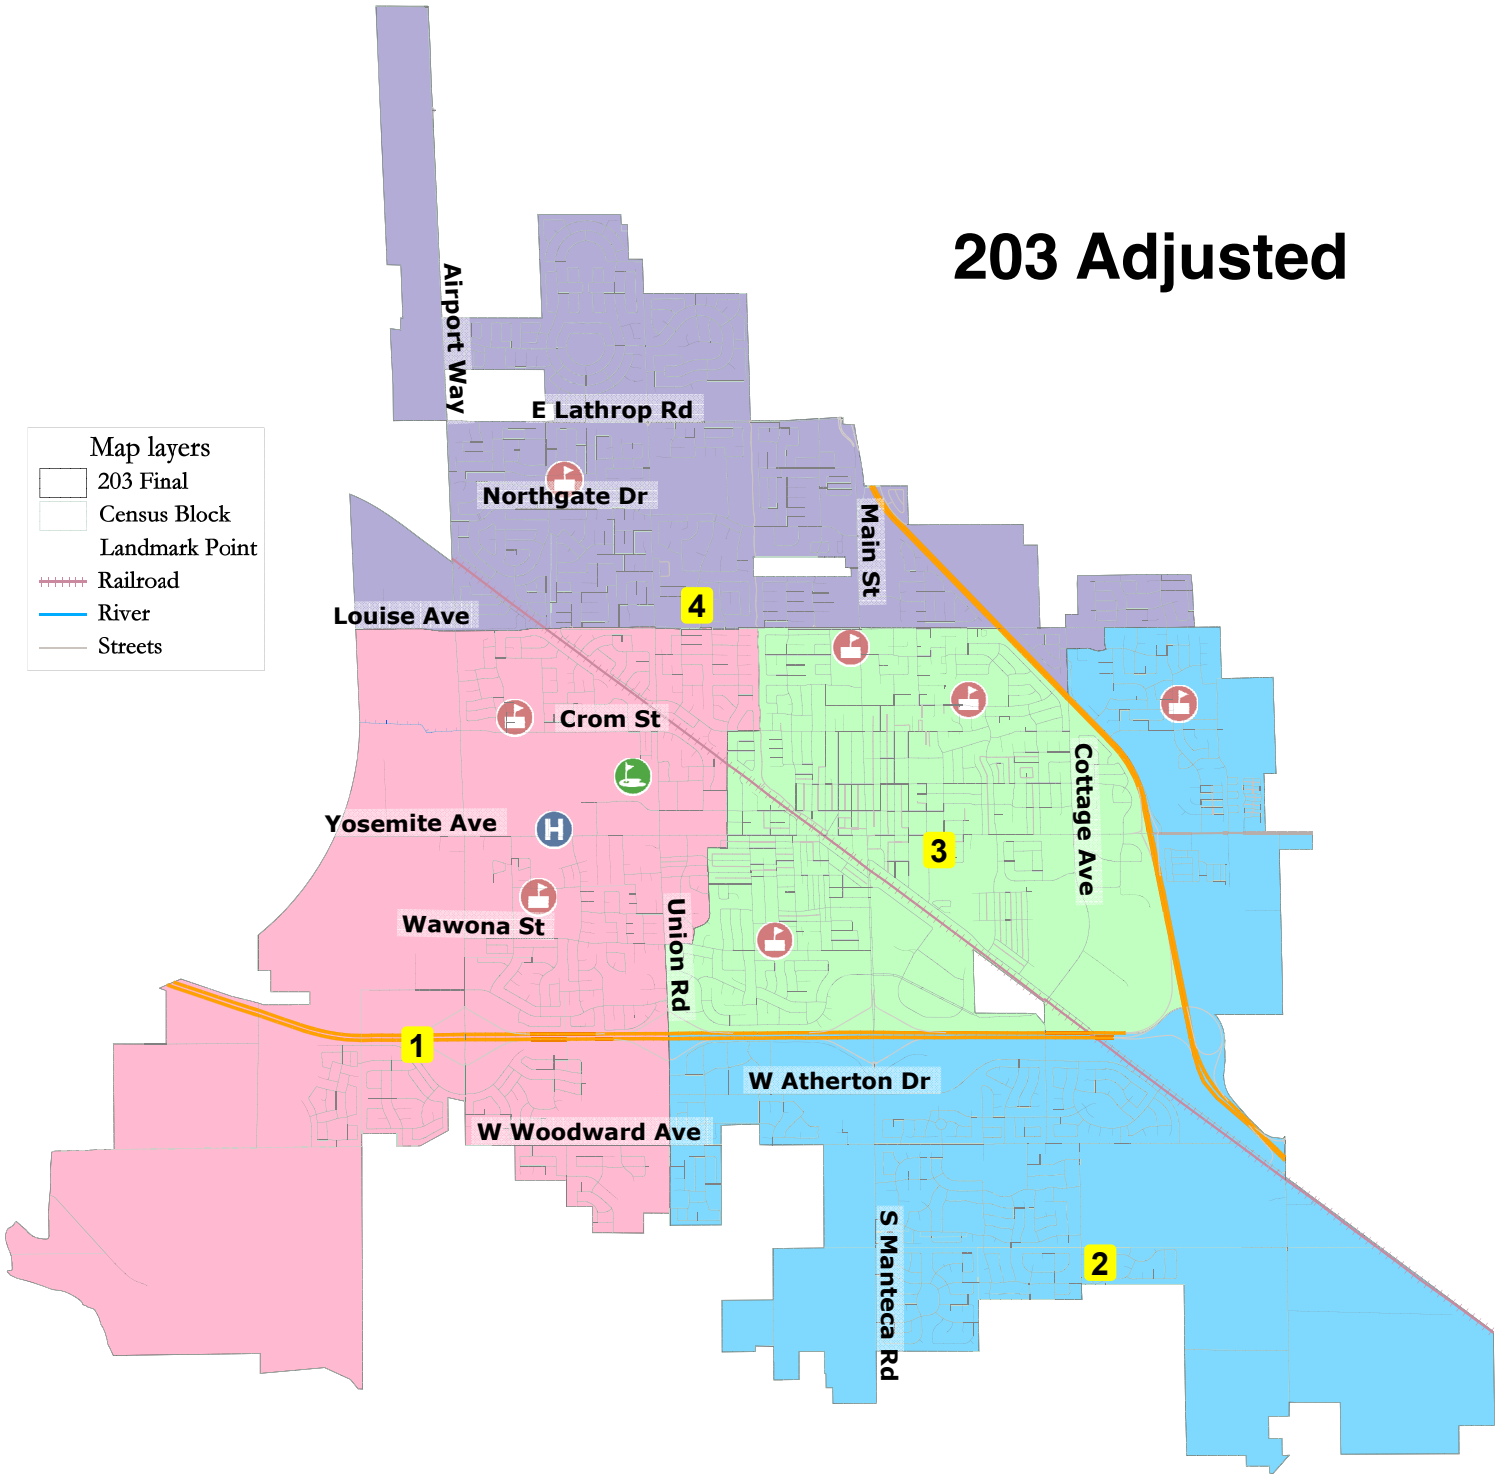 203 Adjusted
Airport Way
E Lathrop Rd
Map layers
203 Final
Census Block
Landmark Point
Railroad
River
Streets
Northgate Dr
Main St
4
Louise Ave
Crom St
Cottage Ave
Yosemite Ave
H
3
Wawona St
Union Rd
1
W Atherton Dr
W Woodward Ave
S Manteca Rd
2